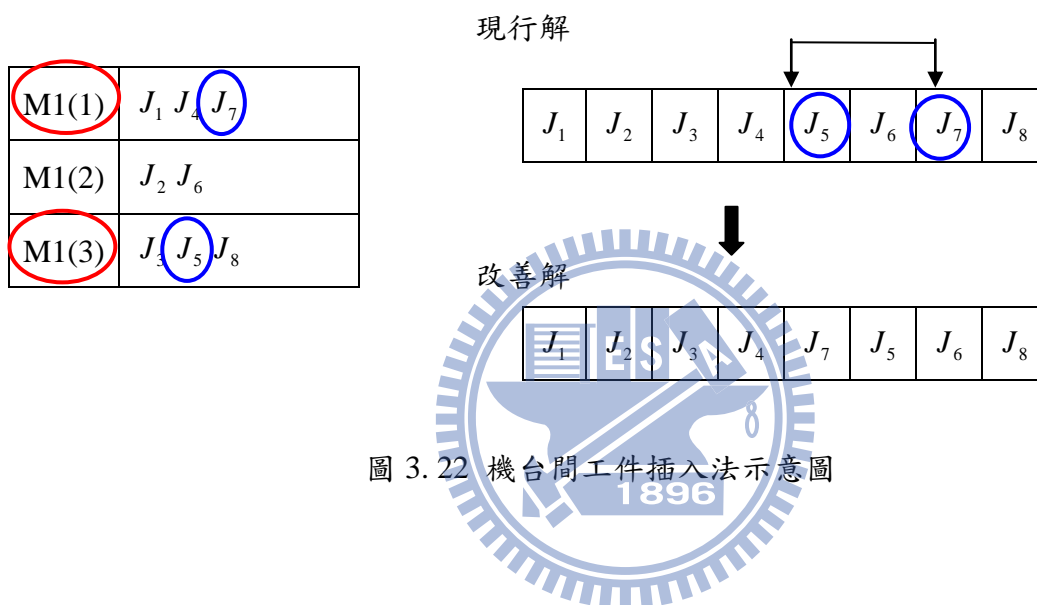 現行解
M1(1) J₁ J₄ J₇
M1(2) J₂ J₆
M1(3) J₃ J₅ J₈
J₁ J₂ J₃ J₄ J₅ J₆ J₇ J₈
改善解
J₁ J₂ J₃ J₄ J₇ J₅ J₆ J₈
ESA
8
圖 3.22 機台間工件插入法示意圖
1896